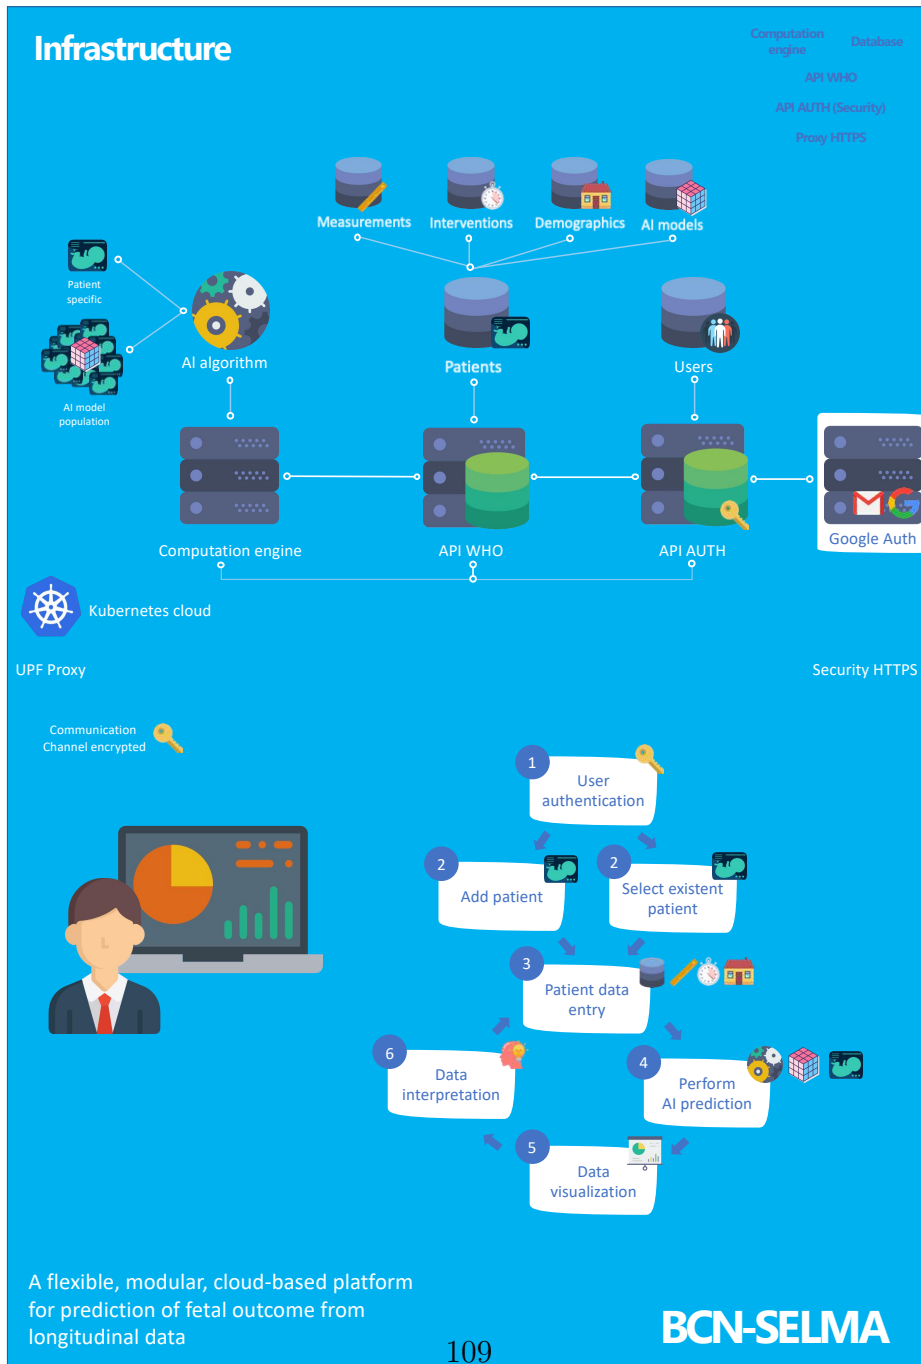 Infrastructure
Computation
engine
Database
API WHO
API AUTH (Security)
Proxy HTTPS
Measurements
Interventions
Demographics
AI models
Patient
specific
AI algorithm
Patients
Users
AI model
population
Computation engine
API WHO
API AUTH
Google Auth
Kubernetes cloud
UPF Proxy
Security HTTPS
Communication
Channel encrypted
1
User
authentication
2
Add patient
2
Select existent
patient
3
Patient data
entry
6
Data
interpretation
4
Perform
AI prediction
5
Data
visualization
A flexible, modular, cloud-based platform
for prediction of fetal outcome from
longitudinal data
BCN-SELMA
109